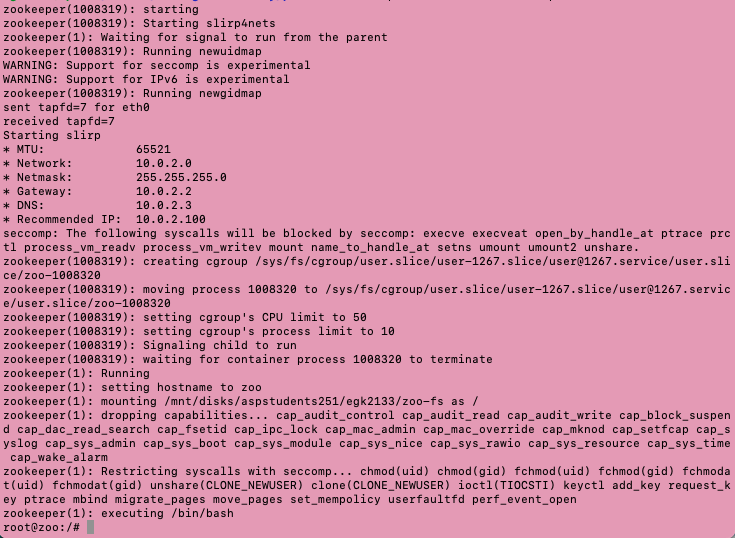 zookeeper(1008319): starting
zookeeper(1008319): Starting slirp4nets
zookeeper(1): Waiting for signal to run from the parent
zookeeper(1008319): Running newuidmap
WARNING: Support for seccomp is experimental
WARNING: Support for IPv6 is experimental
zookeeper(1008319): Running newgidmap
sent tapfd=7 for eth0
received tapfd=7
Starting slirp
* MTU:             65521
* Network:         10.0.2.0
* Netmask:         255.255.255.0
* Gateway:         10.0.2.2
* DNS:             10.0.2.3
* Recommended IP:  10.0.2.100
seccomp: The following syscalls will be blocked by seccomp: execve execveat open_by_handle_at ptrace prc
tl process_vm_readv process_vm_writev mount name_to_handle_at setns umount umount2 unshare.
zookeeper(1008319): creating cgroup /sys/fs/cgroup/user.slice/user-1267.slice/user@1267.service/user.sli
ce/zoo-1008320
zookeeper(1008319): moving process 1008320 to /sys/fs/cgroup/user.slice/user-1267.slice/user@1267.servic
e/user.slice/zoo-1008320
zookeeper(1008319): setting cgroup's CPU limit to 50
zookeeper(1008319): setting cgroup's process limit to 10
zookeeper(1008319): Signaling child to run
zookeeper(1008319): waiting for container process 1008320 to terminate
zookeeper(1): Running
zookeeper(1): setting hostname to zoo
zookeeper(1): mounting /mnt/disks/aspstudents251/egk2133/zoo-fs as /
zookeeper(1): dropping capabilities... cap_audit_control cap_audit_read cap_audit_write cap_block_suspen
d cap_dac_read_search cap_fsetid cap_ipc_lock cap_mac_admin cap_mac_override cap_mknod cap_setfcap cap_s
yslog cap_sys_admin cap_sys_boot cap_sys_module cap_sys_nice cap_sys_rawio cap_sys_resource cap_sys_time
 cap_wake_alarm
zookeeper(1): Restricting syscalls with seccomp... chmod(uid) chmod(gid) fchmod(uid) fchmod(gid) fchmoda
t(uid) fchmodat(gid) unshare(CLONE_NEWUSER) clone(CLONE_NEWUSER) ioctl(TIOCSTI) keyctl add_key request_k
ey ptrace mbind migrate_pages move_pages set_mempolicy userfaultfd perf_event_open
zookeeper(1): executing /bin/bash
root@zoo:/#